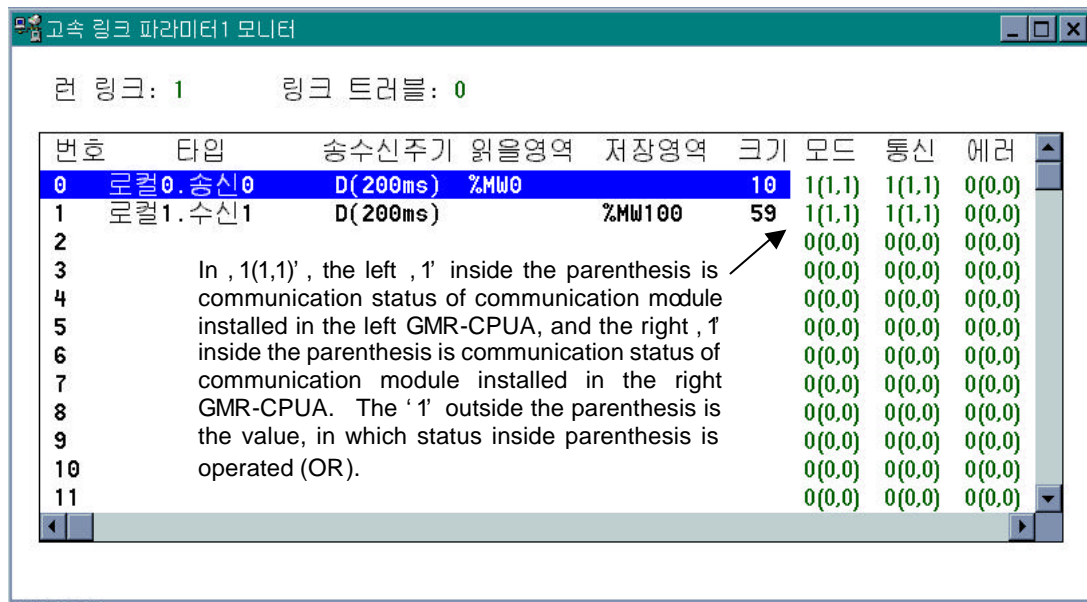 고속 링크 파라미터1 모니터
런 링크: 1 링크 트러블: 0
번호 타입 송수신주기 읽을영역 저장영역 크기 모드 통신 에러
0 로컬0.송신0 D(200ms) %MW0 10 1(1,1) 1(1,1) 0(0,0)
1 로컬1.수신1 D(200ms) %MW100 59 1(1,1) 1(1,1) 0(0,0)
2 0(0,0) 0(0,0) 0(0,0)
3 0(0,0) 0(0,0) 0(0,0)
4 0(0,0) 0(0,0) 0(0,0)
5 0(0,0) 0(0,0) 0(0,0)
6 0(0,0) 0(0,0) 0(0,0)
7 0(0,0) 0(0,0) 0(0,0)
8 0(0,0) 0(0,0) 0(0,0)
9 0(0,0) 0(0,0) 0(0,0)
10 0(0,0) 0(0,0) 0(0,0)
11 0(0,0) 0(0,0) 0(0,0)
In ‚1(1,1)’, the left ‚1’ inside the parenthesis is
communication status of communication module
installed in the left GMR-CPUA, and the right ‚1’
inside the parenthesis is communication status of
communication module installed in the right
GMR-CPUA. The ‘1’ outside the parenthesis is
the value, in which status inside parenthesis is
operated (OR).